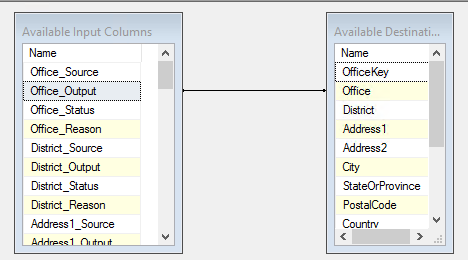 Available Input Columns
Name
Office_Source
Office_Output
Office_Status
Office_Reason
District_Source
District_Output
District_Status
District_Reason
Address1_Source
Address1_Output
Available Destinati...
Name
OfficeKey
Office
District
Address1
Address2
City
StateOrProvince
PostalCode
Country